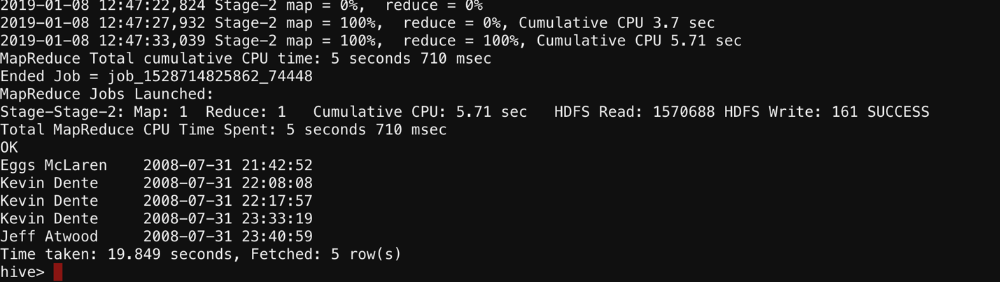 2019-01-08 12:47:22,824 Stage-2 map = 0%,  reduce = 0%
2019-01-08 12:47:27,932 Stage-2 map = 100%,  reduce = 0%, Cumulative CPU 3.7 sec
2019-01-08 12:47:33,039 Stage-2 map = 100%,  reduce = 100%, Cumulative CPU 5.71 sec
MapReduce Total cumulative CPU time: 5 seconds 710 msec
Ended Job = job_1528714825862_74448
MapReduce Jobs Launched:
Stage-Stage-2: Map: 1  Reduce: 1   Cumulative CPU: 5.71 sec   HDFS Read: 1570688 HDFS Write: 161 SUCCESS
Total MapReduce CPU Time Spent: 5 seconds 710 msec
OK
Eggs McLaren    2008-07-31 21:42:52
Kevin Dente     2008-07-31 22:08:08
Kevin Dente     2008-07-31 22:17:57
Kevin Dente     2008-07-31 23:33:19
Jeff Atwood     2008-07-31 23:40:59
Time taken: 19.849 seconds, Fetched: 5 row(s)
hive>